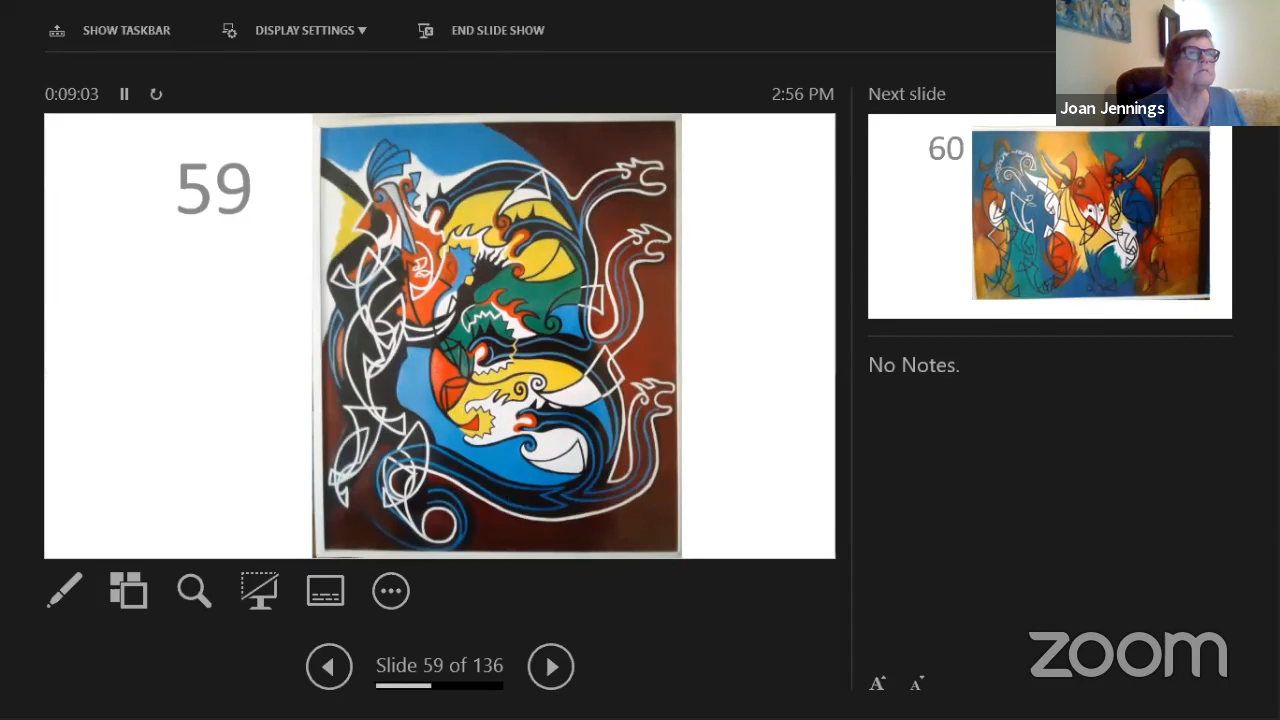 SHOW TASKBAR
DISPLAY SETTINGS ▼
END SLIDE SHOW
0:09:03
2:56 PM
Next slide
Joan Jennings
59
60
No Notes.
Slide 59 of 136
A A
zoom